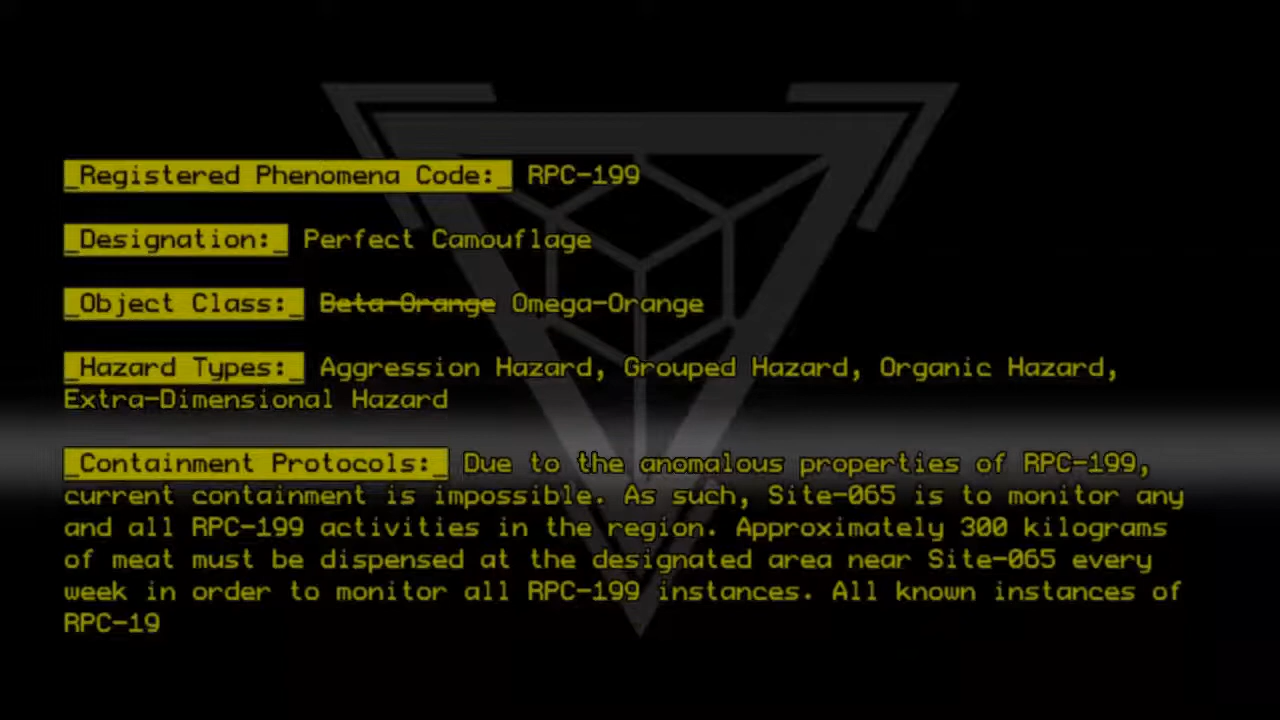 _Registered Phenomena Code:_ RPC-199
_Designation:_ Perfect Camouflage
_Object Class:_ Beta-Orange Omega-Orange
_Hazard Types:_ Aggression Hazard, Grouped Hazard, Organic Hazard,
Extra-Dimensional Hazard
_Containment Protocols:_ Due to the anomalous properties of RPC-199,
current containment is impossible. As such, Site-065 is to monitor any
and all RPC-199 activities in the region. Approximately 300 kilograms
of meat must be dispensed at the designated area near Site-065 every
week in order to monitor all RPC-199 instances. All known instances of
RPC-19